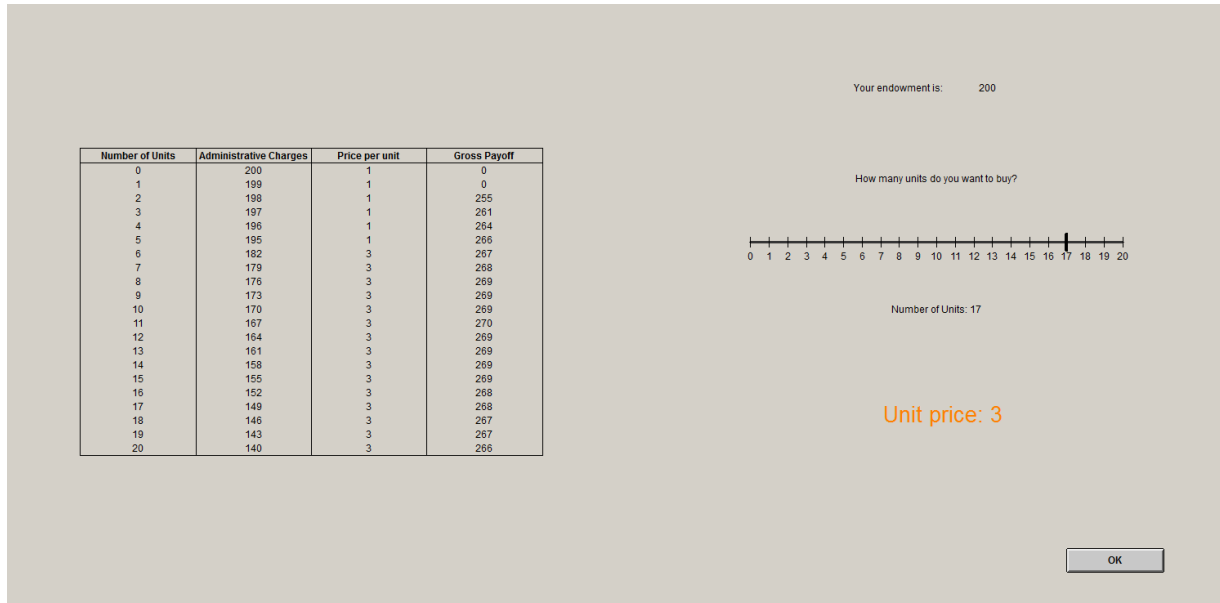 Your endowment is: 200
Number of Units Administrative Charges Price per unit Gross Payoff
0 200 1 0
1 199 1 0
2 198 1 255
3 197 1 261
4 196 1 264
5 195 1 266
6 182 3 267
7 179 3 268
8 176 3 269
9 173 3 269
10 170 3 269
11 167 3 270
12 164 3 269
13 161 3 269
14 158 3 269
15 155 3 269
16 152 3 268
17 149 3 268
18 146 3 267
19 143 3 267
20 140 3 266
How many units do you want to buy?
0 1 2 3 4 5 6 7 8 9 10 11 12 13 14 15 16 17 18 19 20
Number of Units: 17
Unit price: 3
OK